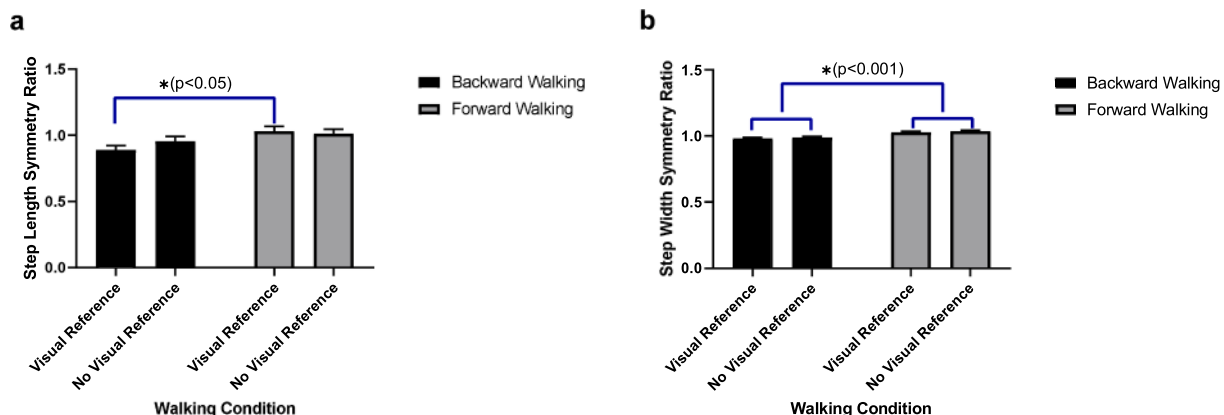 a
Step Length Symmetry Ratio
1.5
1.0
0.5
0.0
*(p<0.05)
Backward Walking
Forward Walking
Visual Reference
No Visual Reference
Visual Reference
No Visual Reference
Walking Condition
b
Step Width Symmetry Ratio
1.5
1.0
0.5
0.0
*(p<0.001)
Backward Walking
Forward Walking
Visual Reference
No Visual Reference
Visual Reference
No Visual Reference
Walking Condition